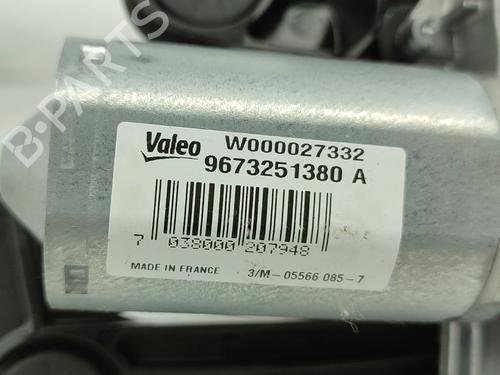 B-PARTS
Valeo W000027332
9673251380 A
7 038000 207948
MADE IN FRANCE 3/M-05566 085-7